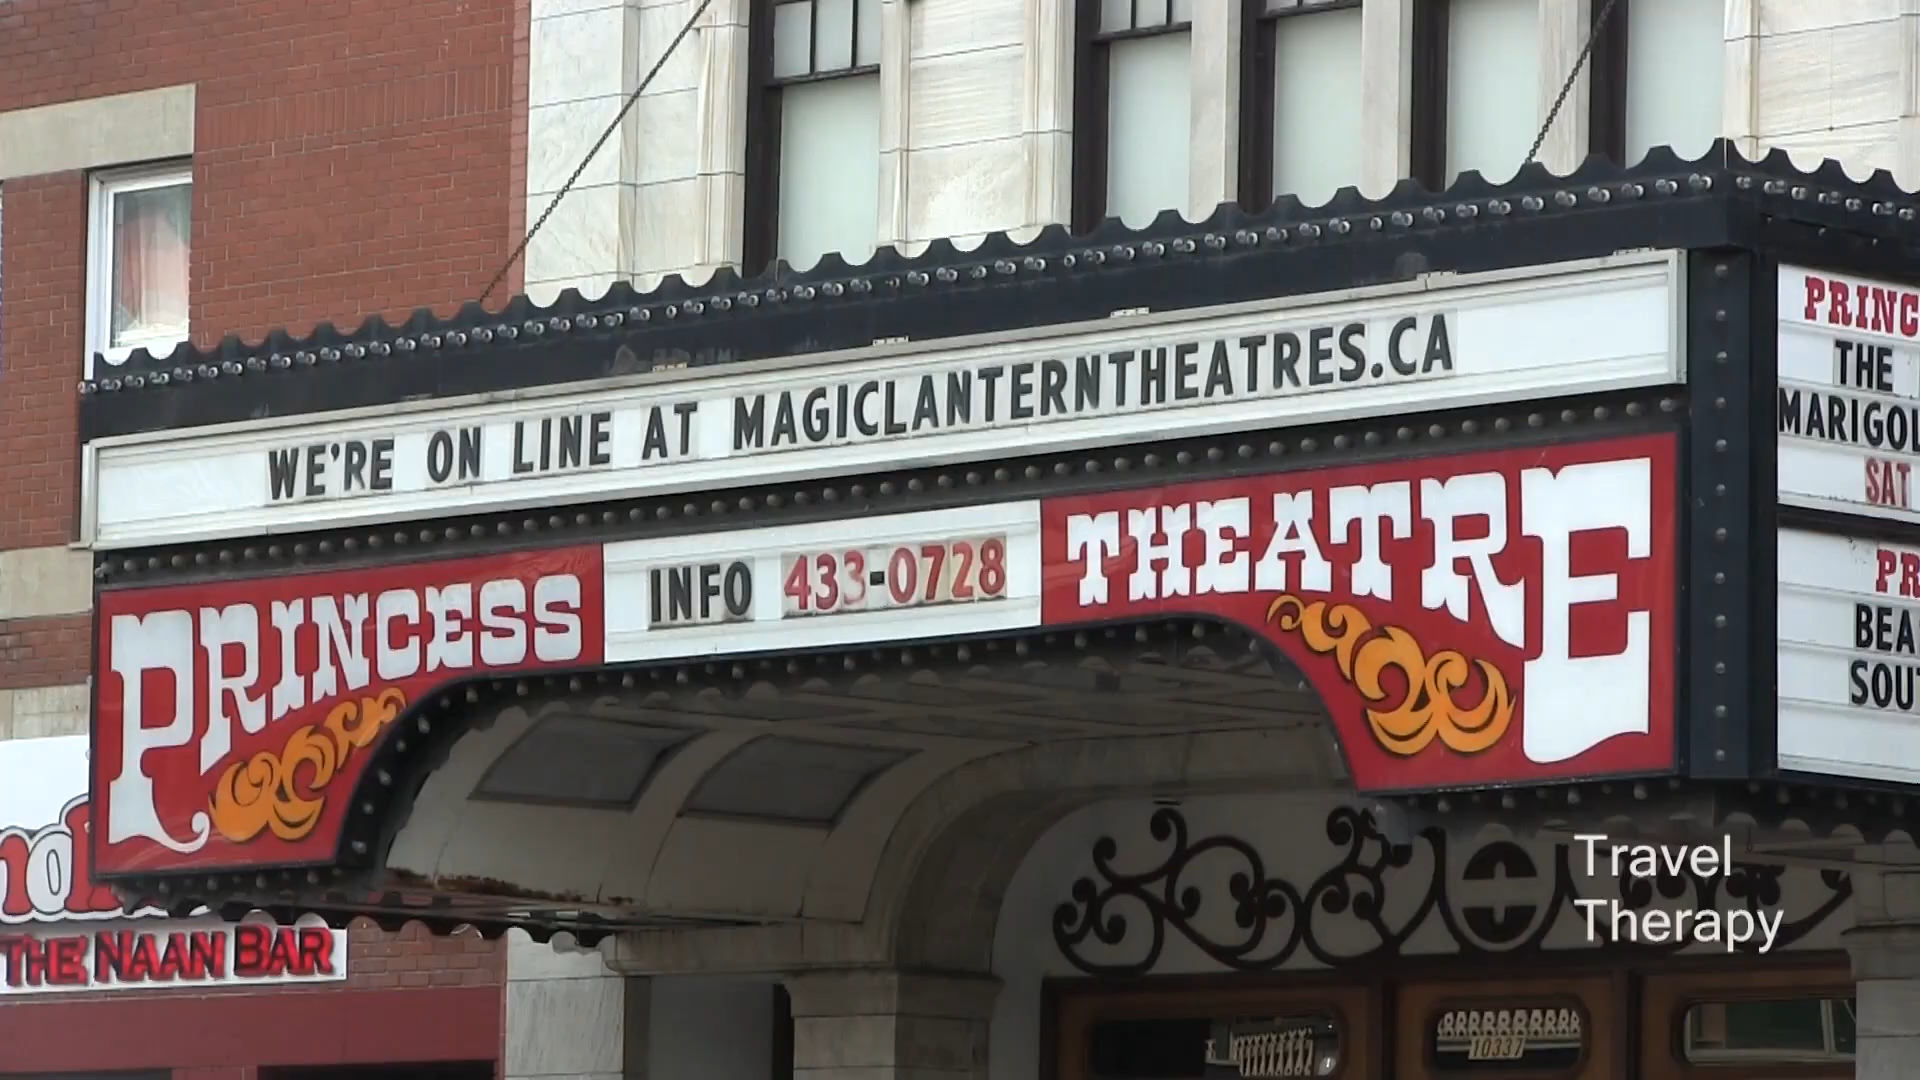 WE'RE ON LINE AT MAGICLANTERNTHEATRES.CA
PRINCESS
INFO 433-0728
THEATRE
PRINC
THE
MARIGOL
SAT
PR
BEA
SOU
THE NAAN BAR
10337
Travel
Therapy